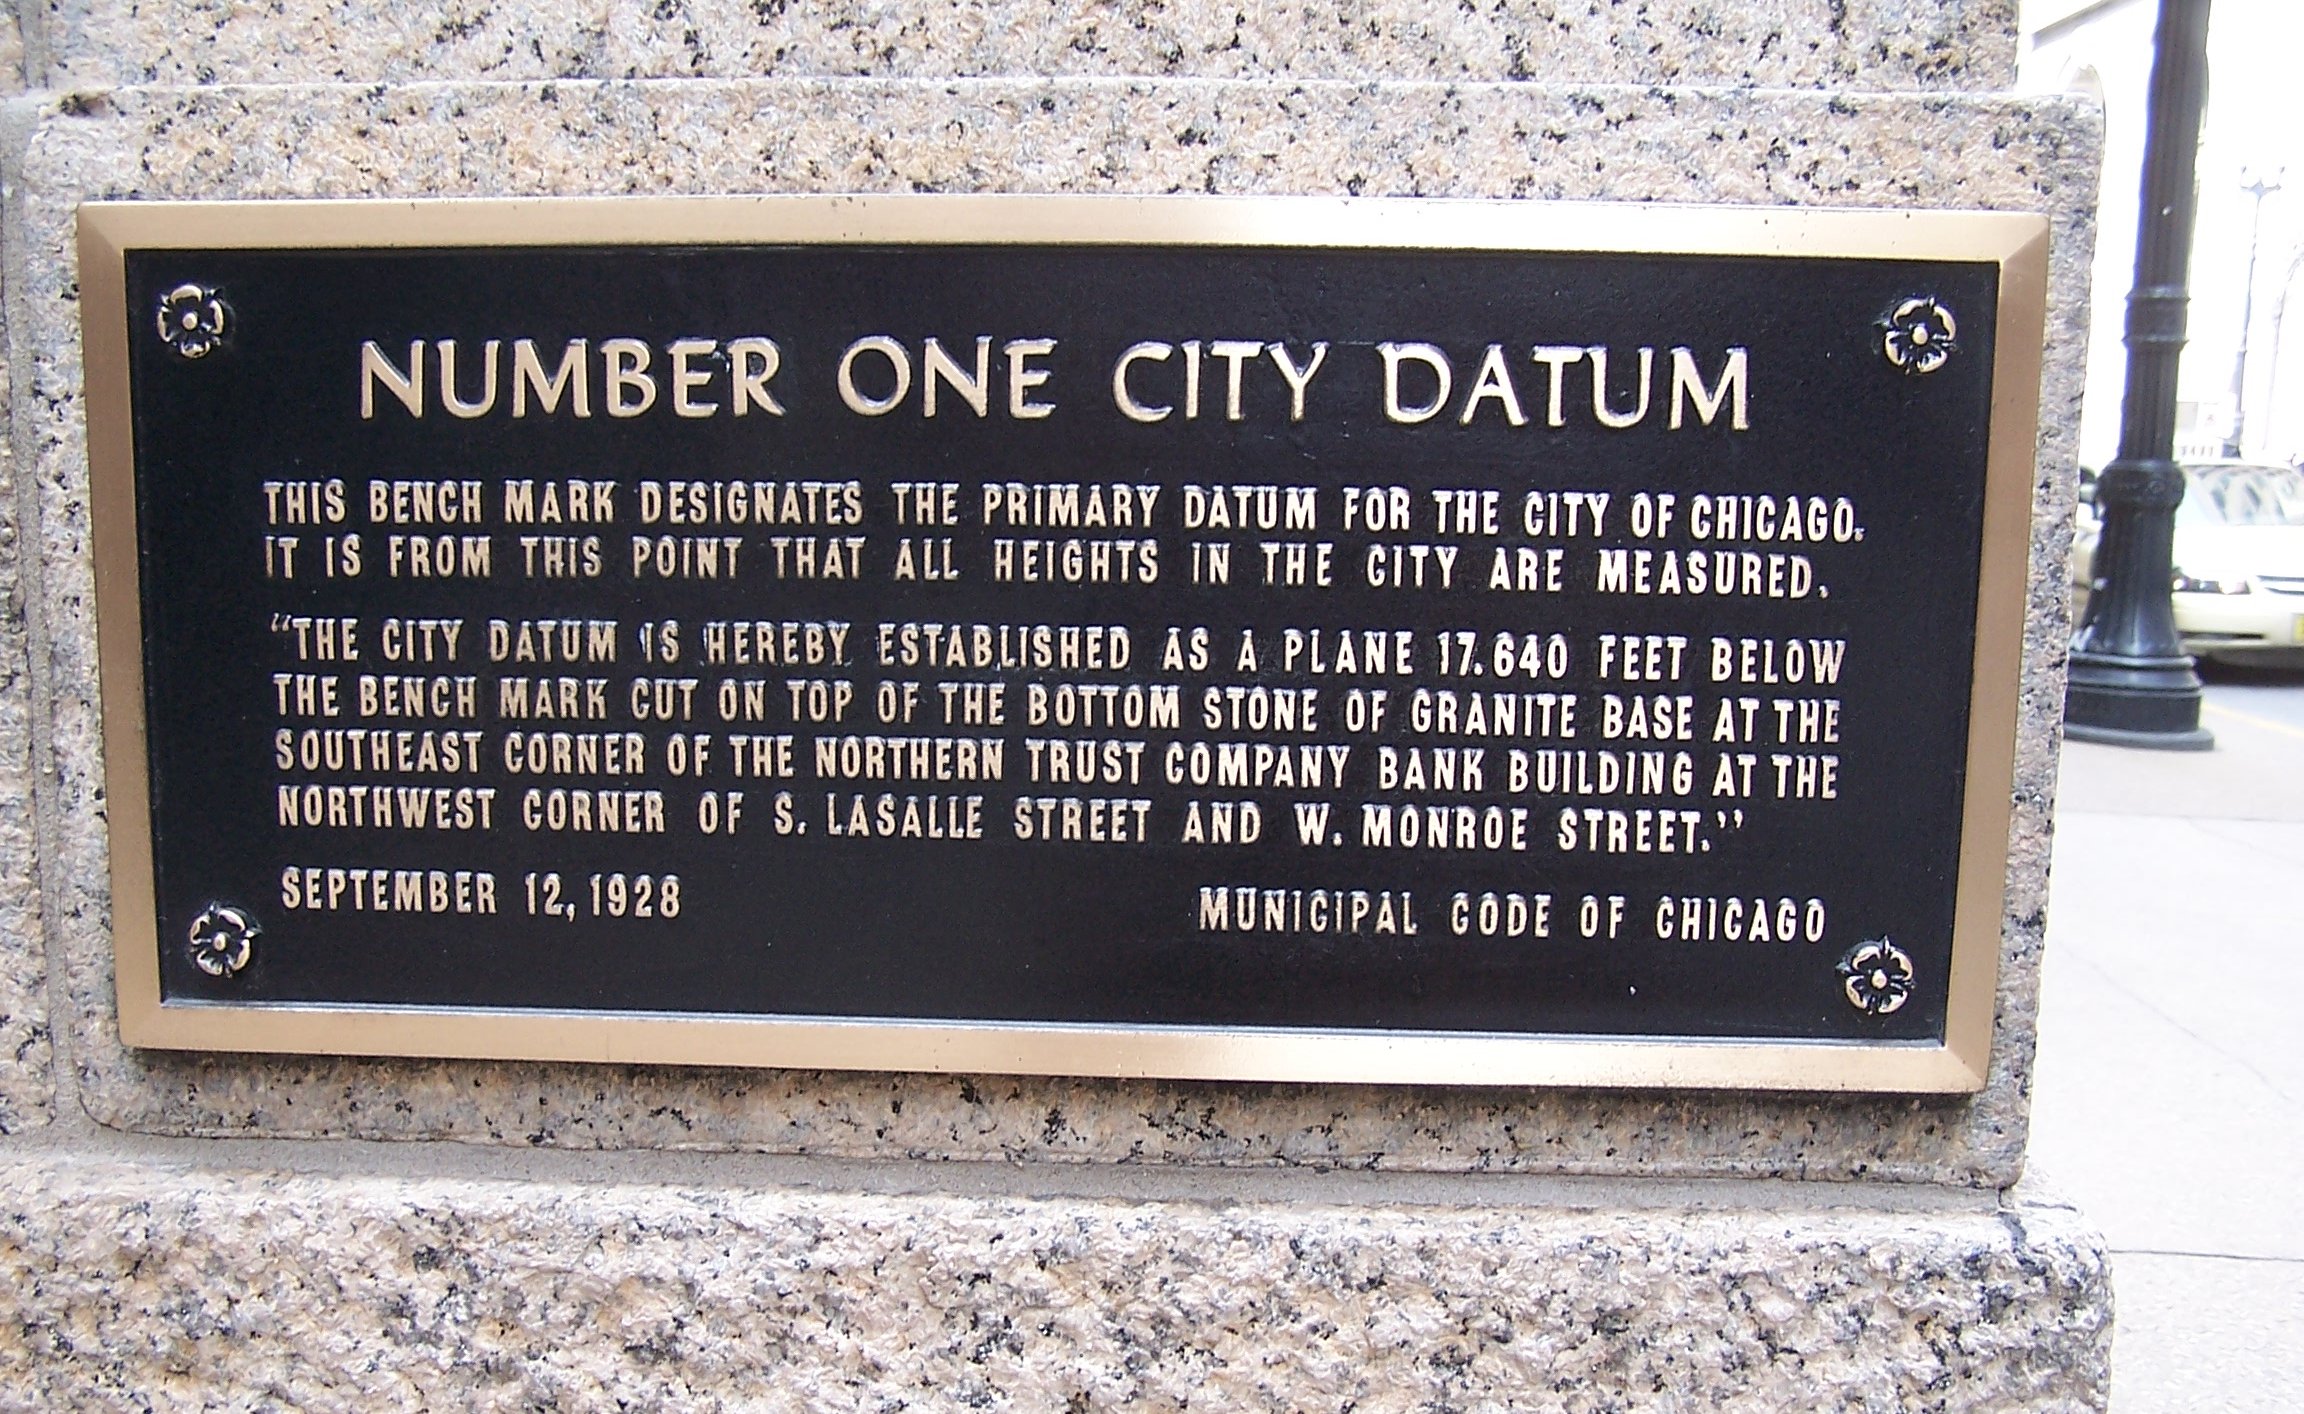 NUMBER ONE CITY DATUM
THIS BENCH MARK DESIGNATES THE PRIMARY DATUM FOR THE CITY OF CHICAGO.
IT IS FROM THIS POINT THAT ALL HEIGHTS IN THE CITY ARE MEASURED.
"THE CITY DATUM IS HEREBY ESTABLISHED AS A PLANE 17.640 FEET BELOW
THE BENCH MARK CUT ON TOP OF THE BOTTOM STONE OF GRANITE BASE AT THE
SOUTHEAST CORNER OF THE NORTHERN TRUST COMPANY BANK BUILDING AT THE
NORTHWEST CORNER OF S. LASALLE STREET AND W. MONROE STREET."
SEPTEMBER 12, 1928 MUNICIPAL CODE OF CHICAGO